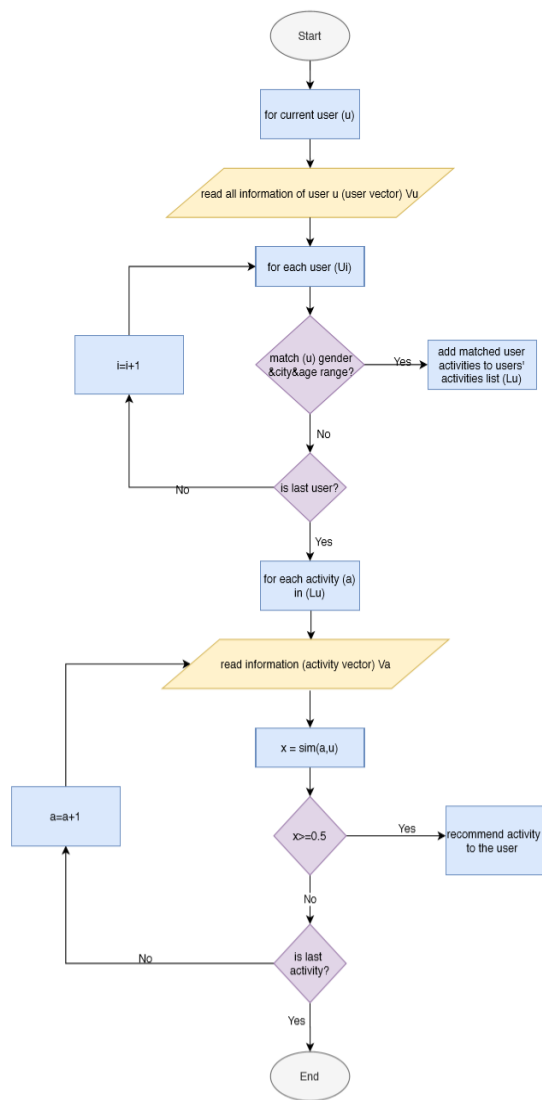 Start
for current user (u)
read all information of user u (user vector) Vu
for each user (Ui)
match (u) gender
&city&age range?
Yes
add matched user
activities to users'
activities list (Lu)
i=i+1
No
is last user?
No
Yes
for each activity (a)
in (Lu)
read information (activity vector) Va
x = sim(a,u)
a=a+1
x>=0.5
Yes
recommend activity
to the user
No
is last
activity?
No
Yes
End